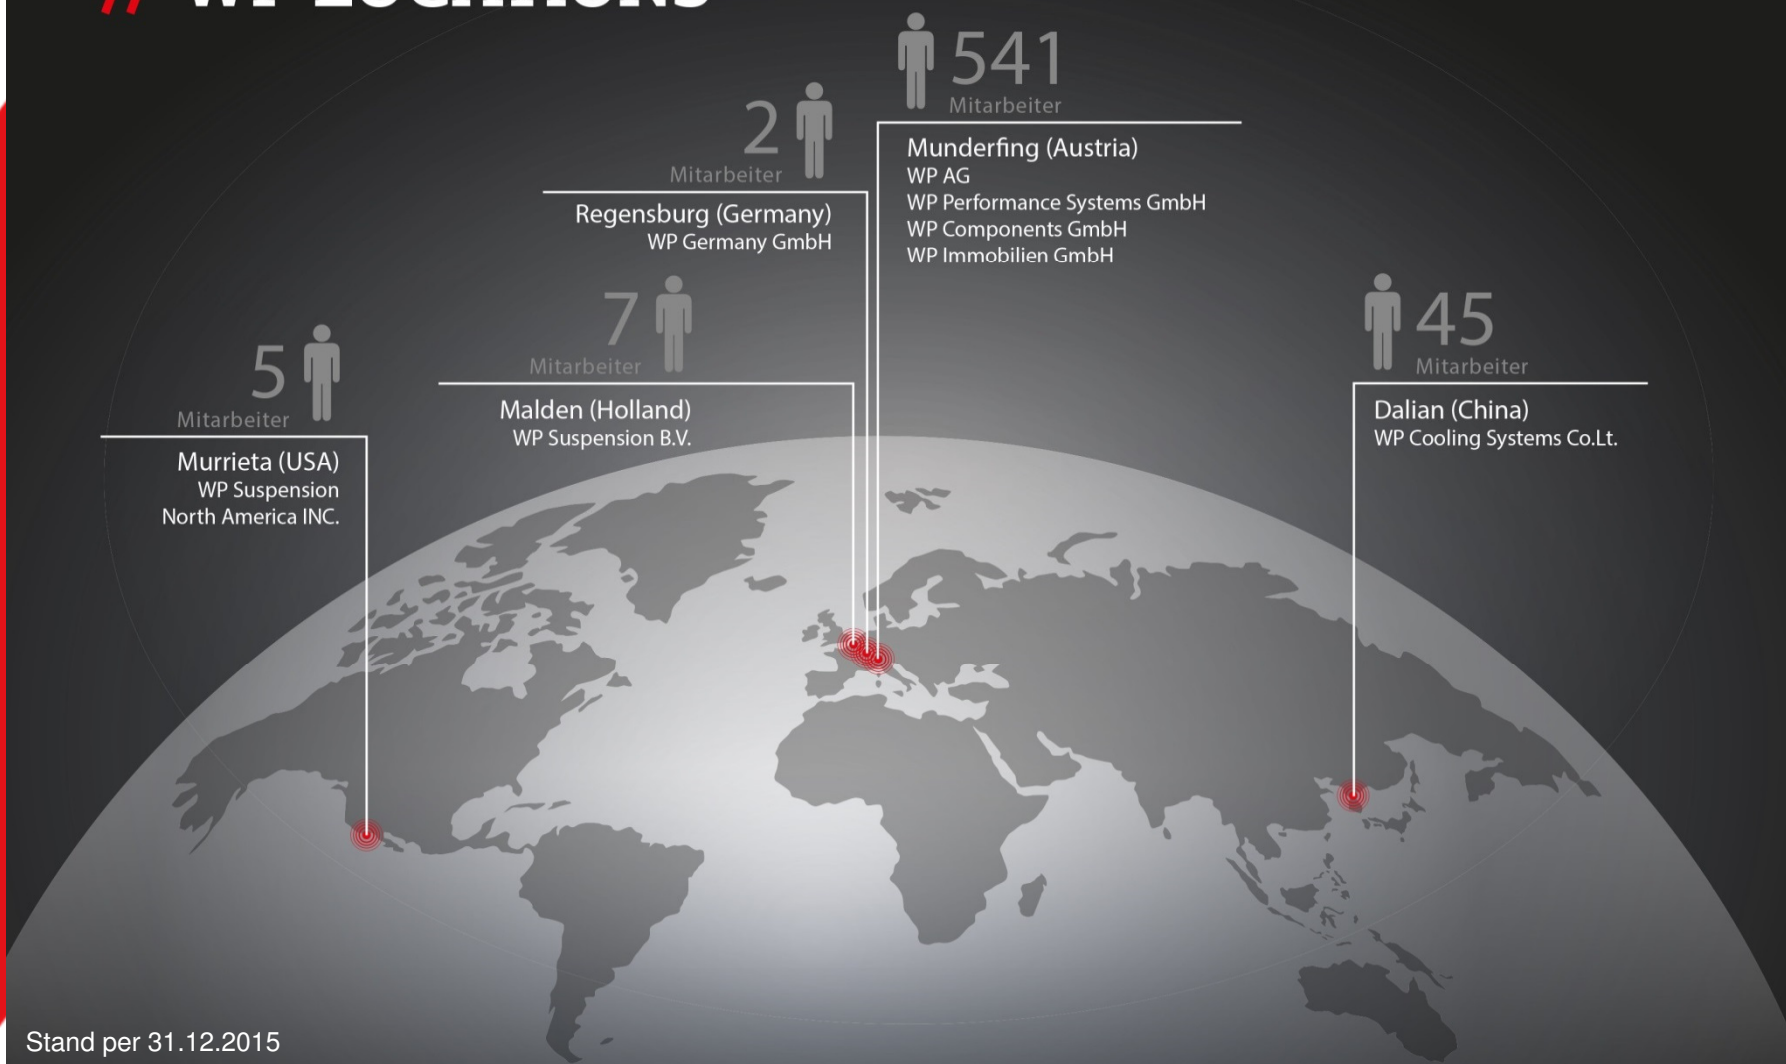 // WP LOCATIONS
541
Mitarbeiter
Munderfing (Austria)
WP AG
WP Performance Systems GmbH
WP Components GmbH
WP Immobilien GmbH
2
Mitarbeiter
Regensburg (Germany)
WP Germany GmbH
7
Mitarbeiter
Malden (Holland)
WP Suspension B.V.
45
Mitarbeiter
Dalian (China)
WP Cooling Systems Co.Lt.
5
Mitarbeiter
Murrieta (USA)
WP Suspension
North America INC.
Stand per 31.12.2015